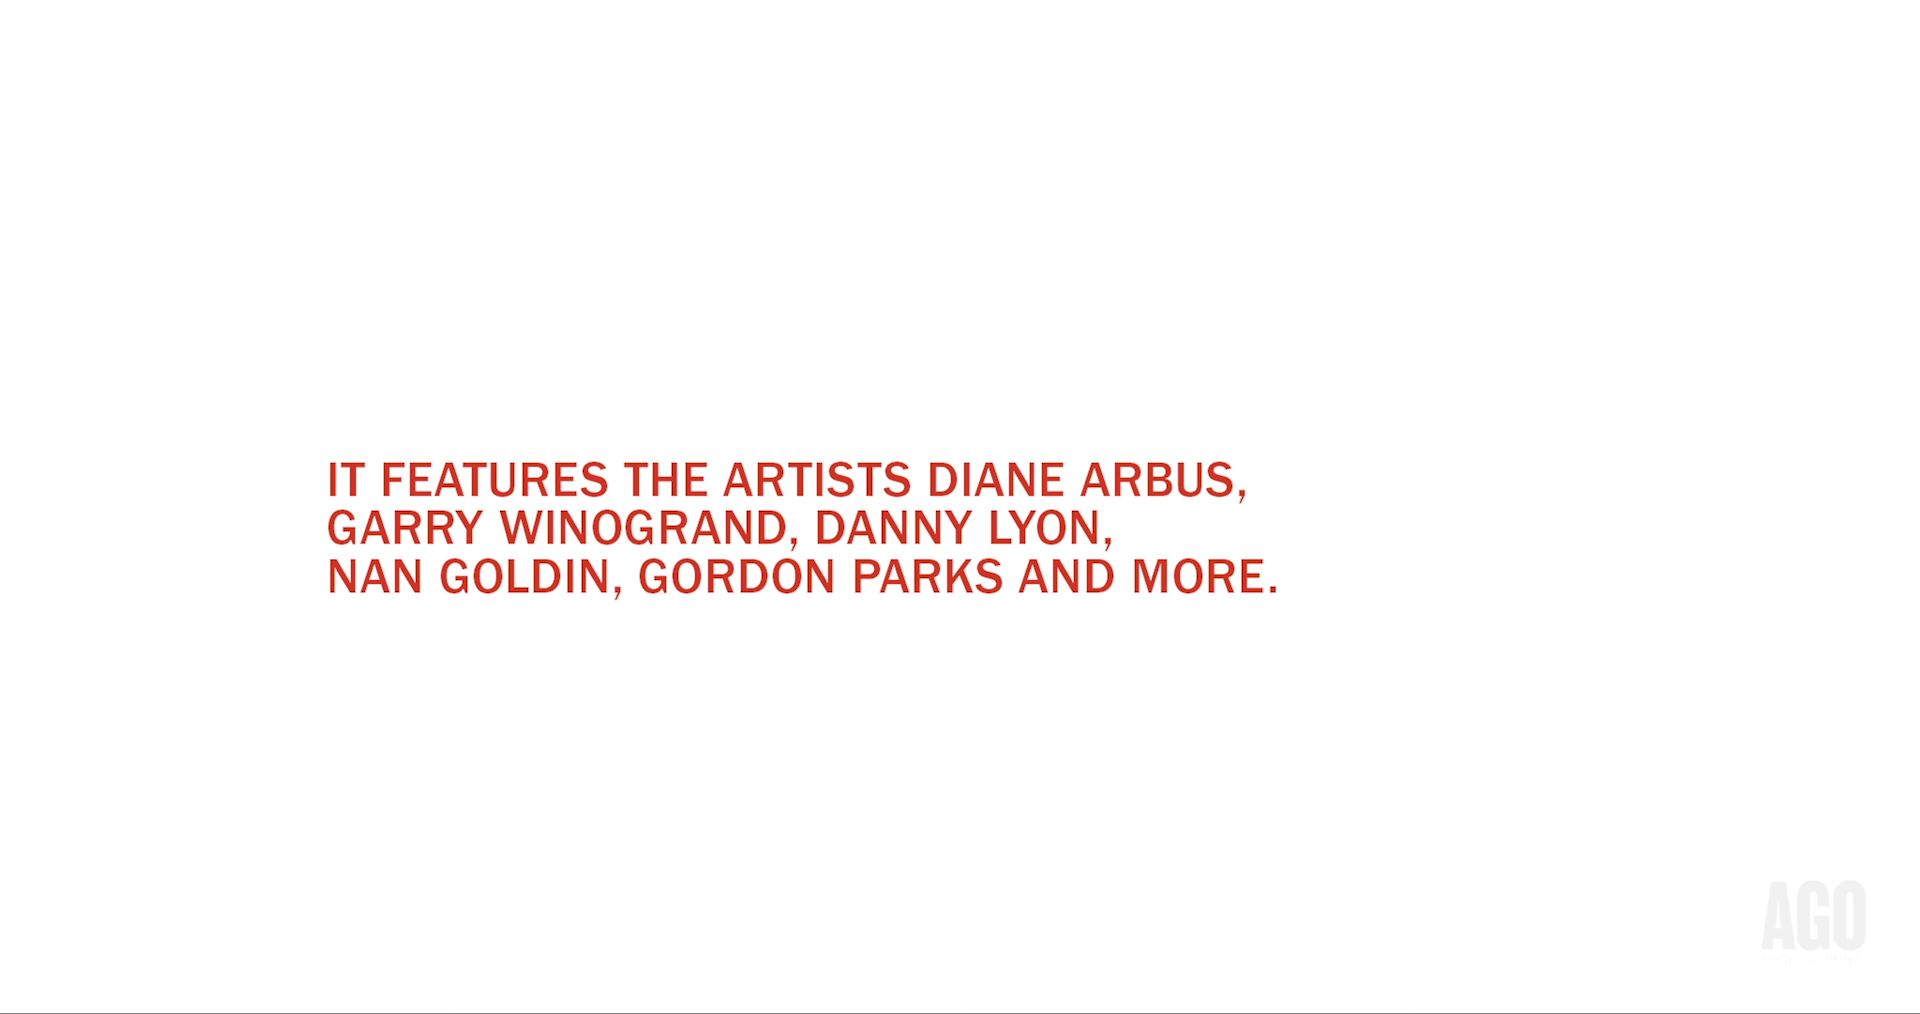 IT FEATURES THE ARTISTS DIANE ARBUS,
GARRY WINOGRAND, DANNY LYON,
NAN GOLDIN, GORDON PARKS AND MORE.
AGO